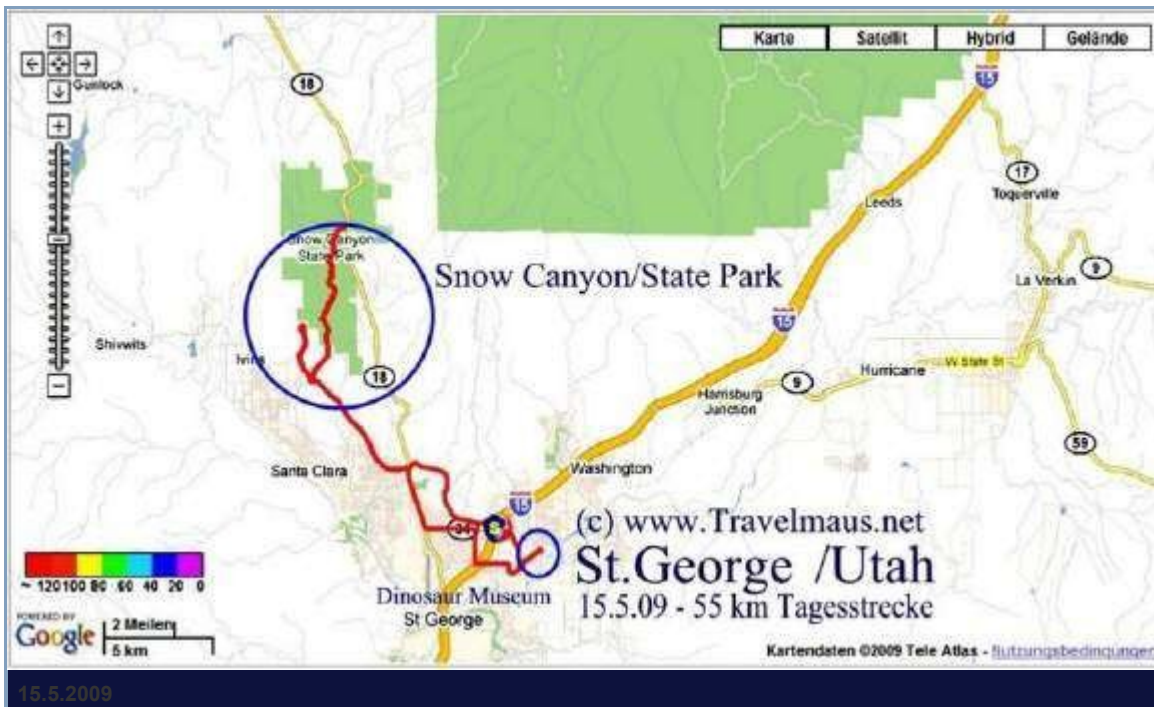 Karte Satellit Hybrid Gelände
15
Gunlock
18
17
Toquerville
Leeds
Snow Canyon
State Park
Snow Canyon/State Park
9
La Verkin
15
Shivwits
Ivins
18
Hurricane
W State St
9
Harrisburg
Junction
59
Santa Clara
Washington
15
34
S
(c) www.Travelmaus.net
St.George /Utah
15.5.09 - 55 km Tagesstrecke
~ 120 100 80 60 40 20 0
Dinosaur Museum
St George
POWERED BY
Google
2 Meilen
5 km
Kartendaten ©2009 Tele Atlas - Nutzungsbedingungen
15.5.2009